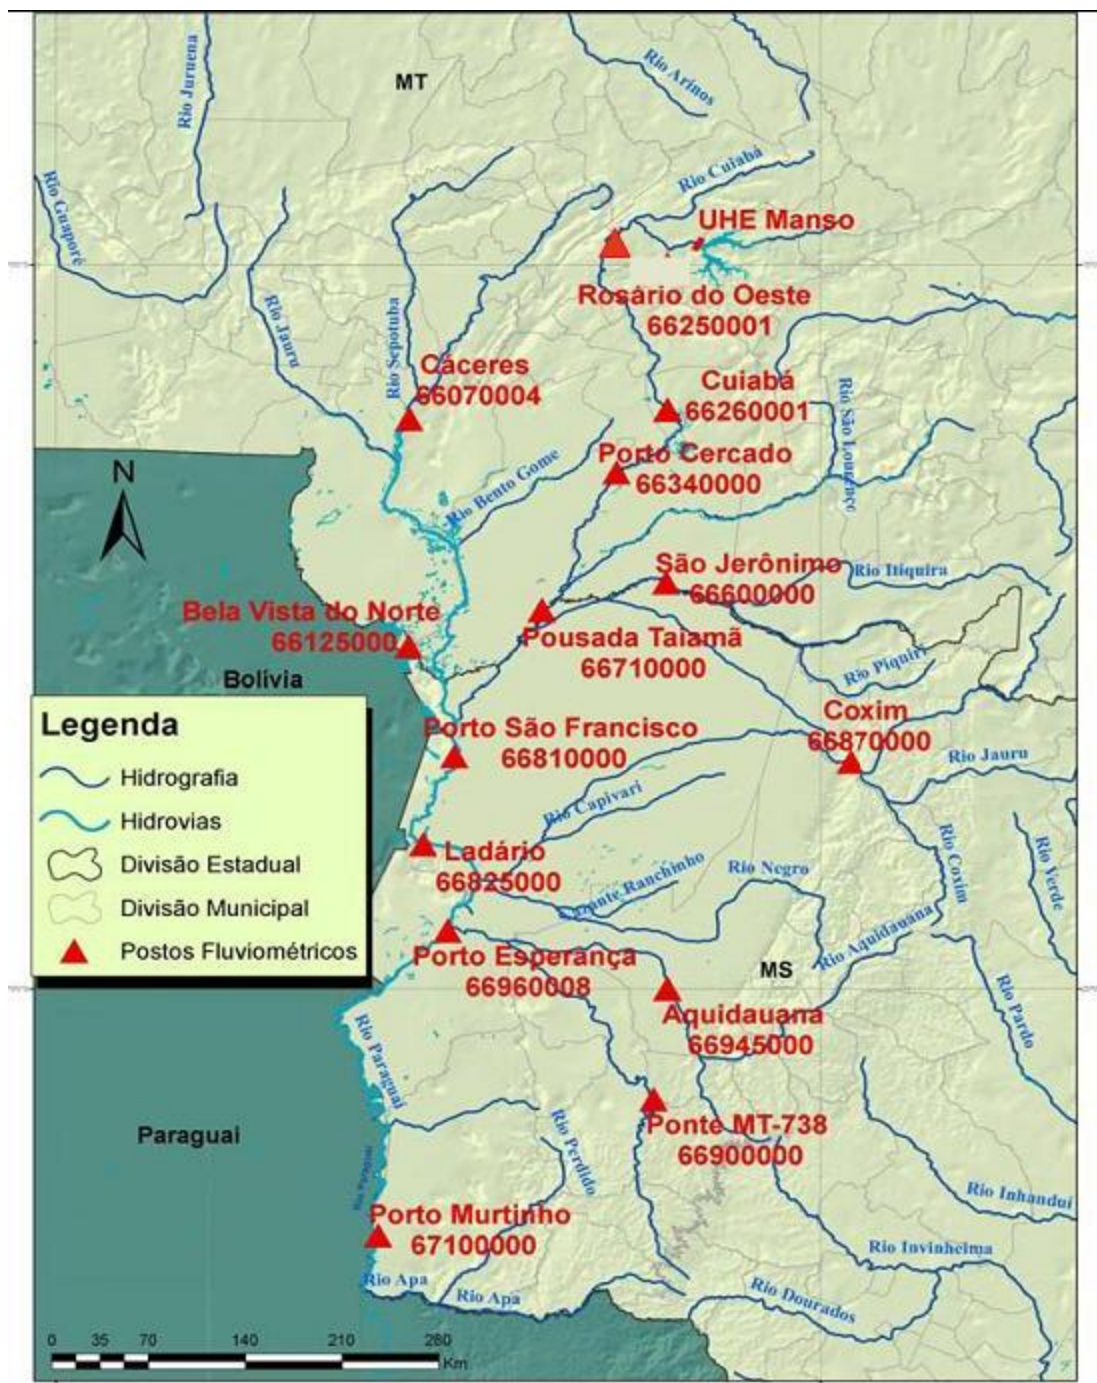 MT
Rio Juruena
Rio Arinos
Rio Guaporé
Rio Cuiabá
UHE Manso
Rosário do Oeste
66250001
Rio Jauru
Rio Sepotuba
Cáceres
66070004
Cuiabá
66260001
Rio São Lourenço
Porto Cercado
66340000
Rio Bento Gome
N
São Jerônimo
66600000
Rio Itiquira
Bela Vista do Norte
66125000
Pousada Taiamã
66710000
Rio Piquiri
Bolívia
Coxim
66870000
Porto São Francisco
66810000
Rio Jauru
Legenda
Hidrografia
Hidrovias
Divisão Estadual
Divisão Municipal
Postos Fluviométricos
Rio Capivari
Ladário
66825000
Rio Negro
Ranchinho
Rio Coxim
Rio Verde
Rio Aquidauana
Porto Esperança
66960008
MS
Aquidauana
66945000
Rio Pardo
Rio Paraguai
Paraguai
Ponte MT-738
66900000
Rio Perdido
Rio Paraguai
Porto Murtinho
67100000
Rio Inhanduí
Rio Invinheima
Rio Apa
Rio Apa
Rio Dourados
0 35 70 140 210 280
Km